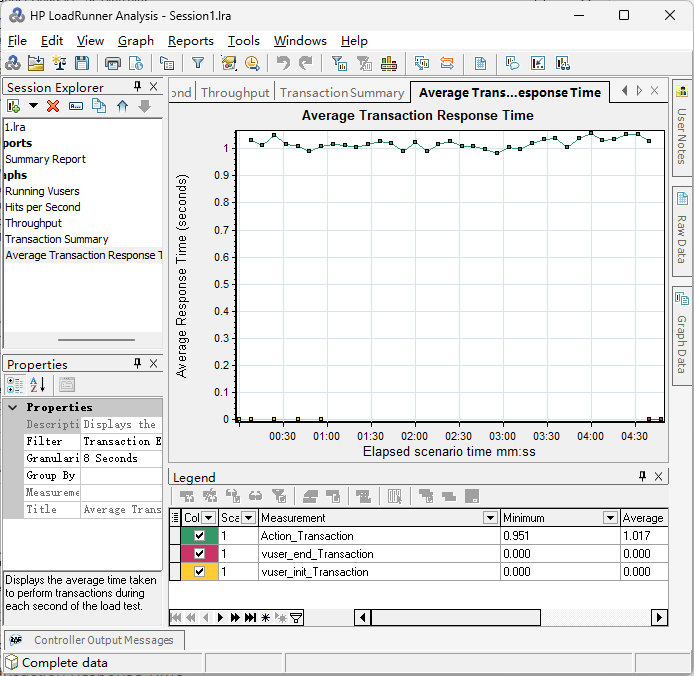 HP LoadRunner Analysis - Session1.lra
File Edit View Graph Reports Tools Windows Help
Session Explorer
1.lra
ports
Summary Report
aphs
Running Vusers
Hits per Second
Throughput
Transaction Summary
Average Transaction Response T
Properties
Properties
Descripti Displays the
Filter Transaction E
Granulari 8 Seconds
Group By
Measureme
Title Average Trans
Displays the average time taken
to perform transactions during
each second of the load test.
ond Throughput Transaction Summary Average Trans...esponse Time
Average Transaction Response Time
Average Response Time (seconds)
1
0.9
0.8
0.7
0.6
0.5
0.4
0.3
0.2
0.1
0
00:30 01:00 01:30 02:00 02:30 03:00 03:30 04:00 04:30
Elapsed scenario time mm:ss
User Notes
Raw Data
Graph Data
Legend
Col Sca Measurement Minimum Average
1 Action_Transaction 0.951 1.017
1 vuser_end_Transaction 0.000 0.000
1 vuser_init_Transaction 0.000 0.000
Controller Output Messages
Complete data